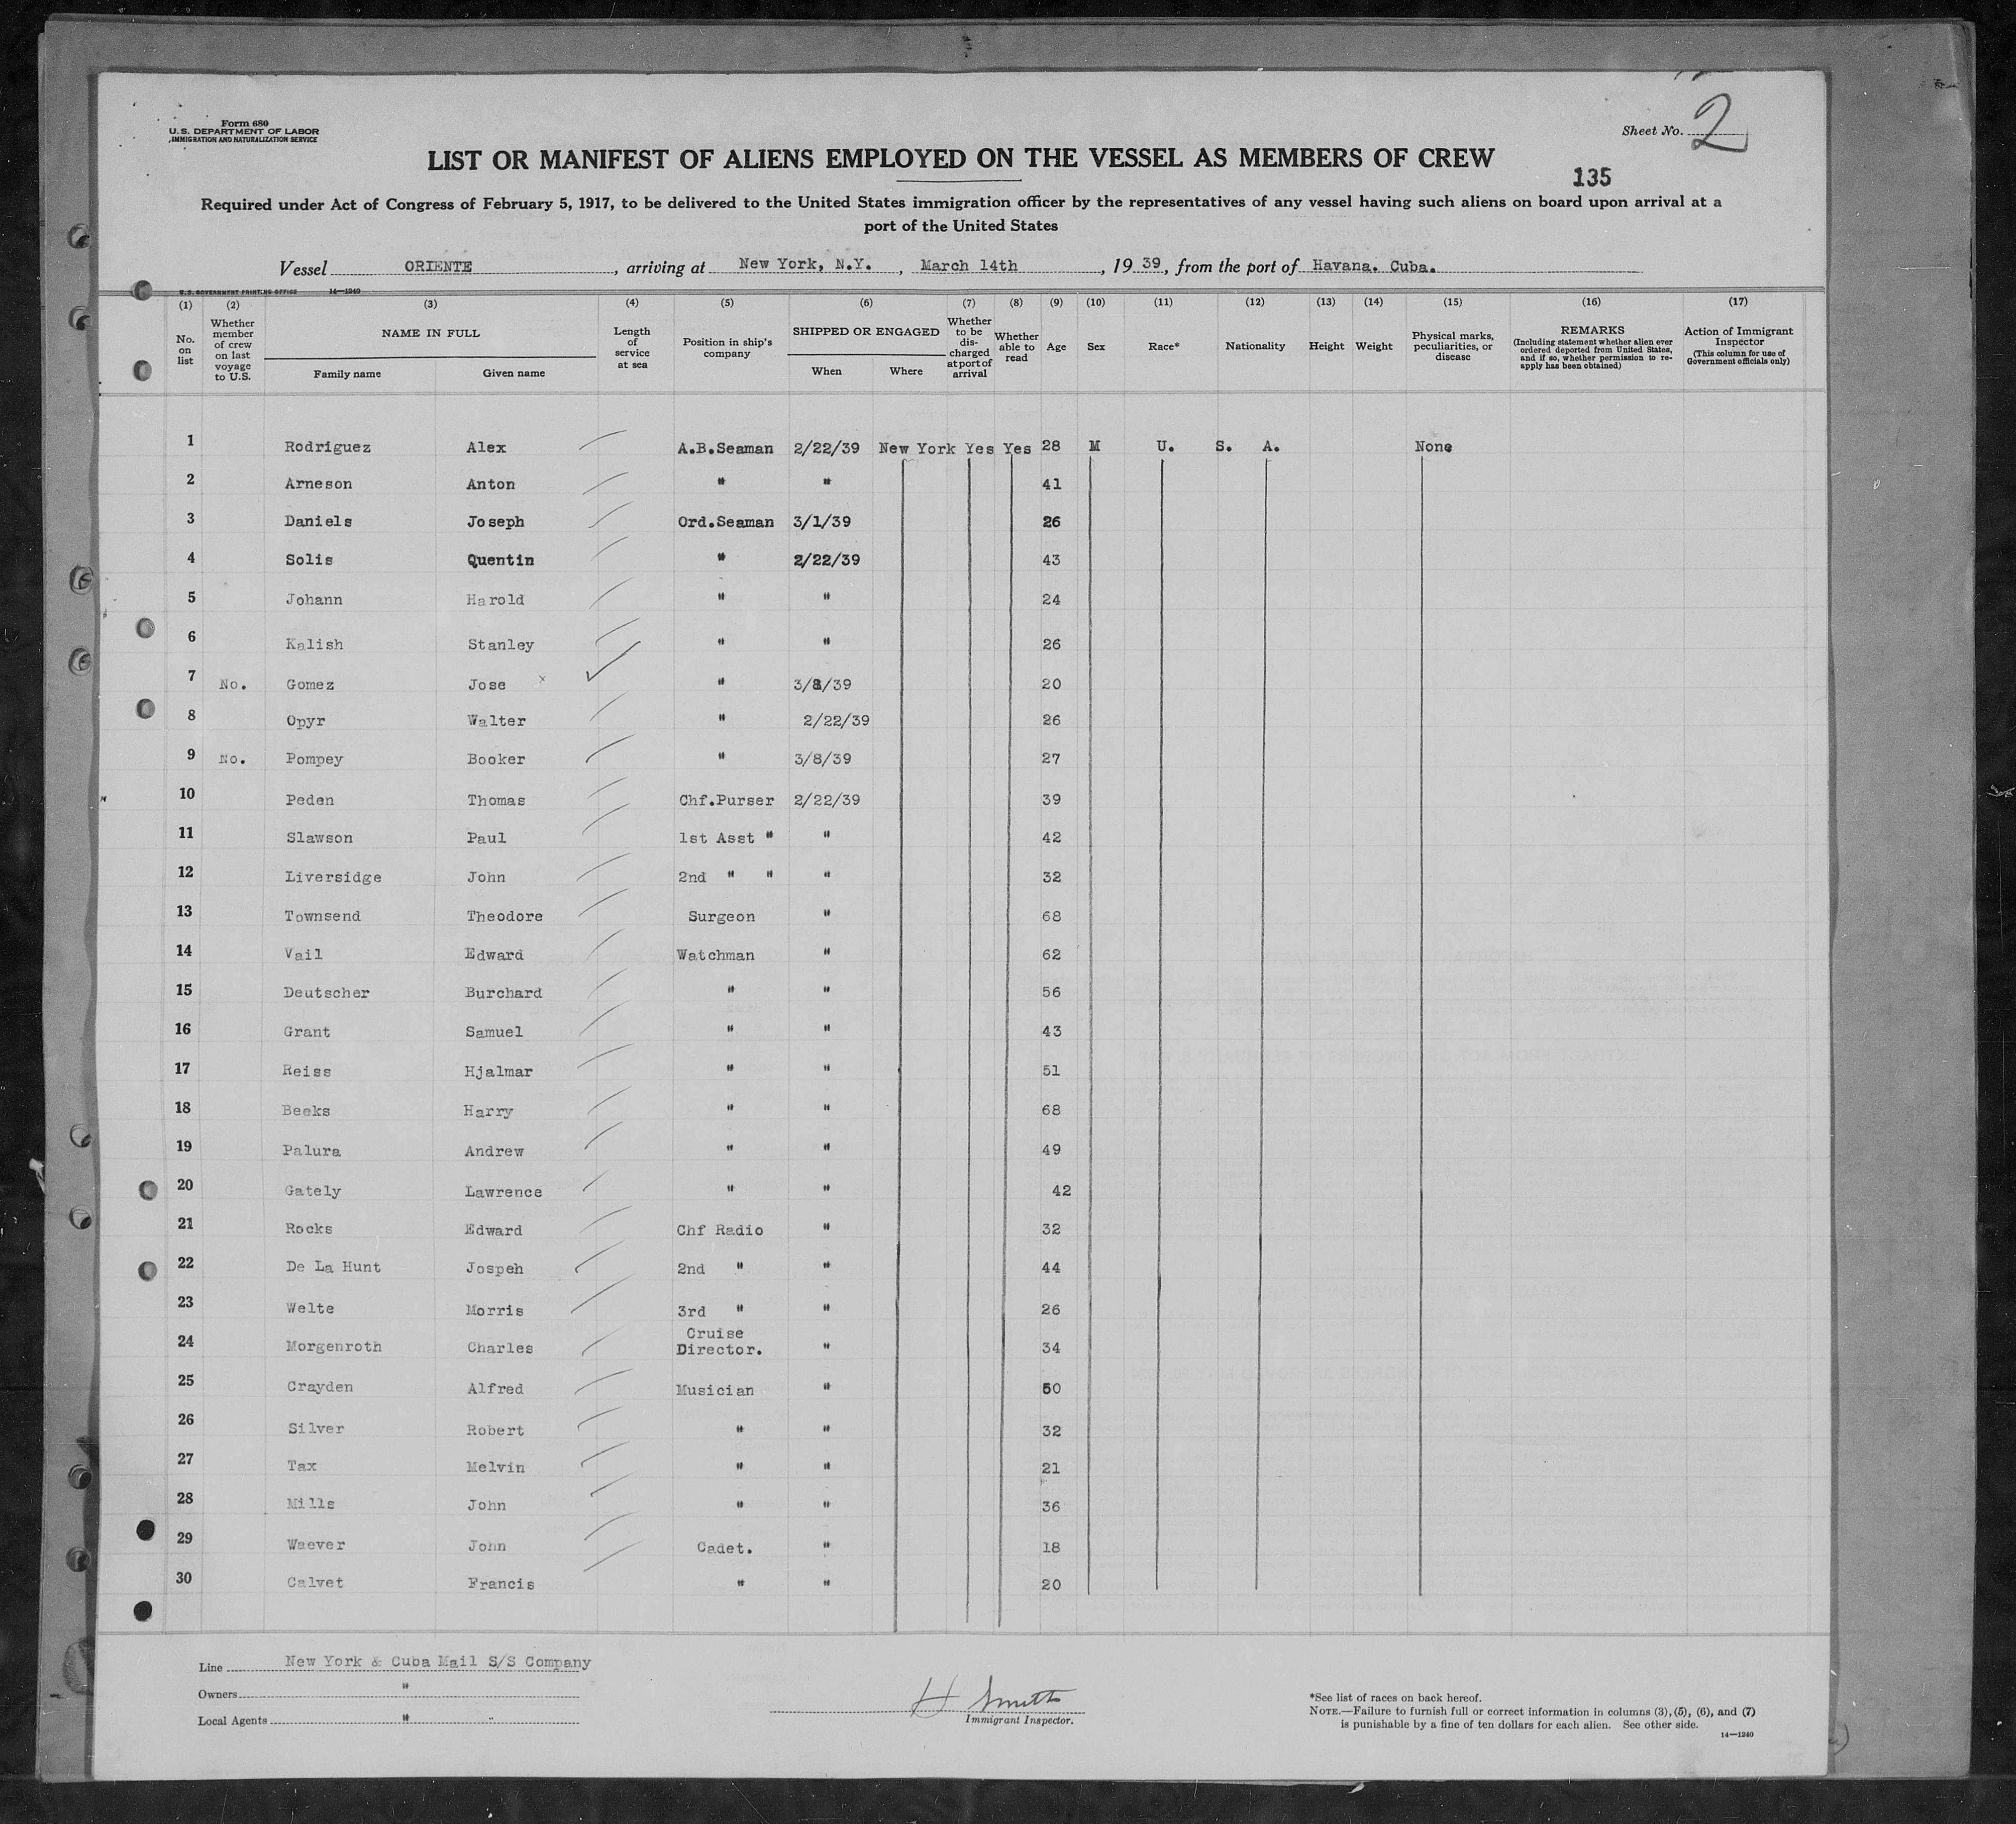 Form 680
U.S. DEPARTMENT OF LABOR
IMMIGRATION AND NATURALIZATION SERVICE
Sheet No. 2
LIST OR MANIFEST OF ALIENS EMPLOYED ON THE VESSEL AS MEMBERS OF CREW
135
Required under Act of Congress of February 5, 1917, to be delivered to the United States immigration officer by the representatives of any vessel having such aliens on board upon arrival at a
port of the United States
Vessel ORIENTE, arriving at New York, N.Y., March 14th, 1939, from the port of Havana. Cuba.
U.S. GOVERNMENT PRINTING OFFICE 14—1240
(1) (2) (3) (4) (5) (6) (7) (8) (9) (10) (11) (12) (13) (14) (15) (16) (17)
No. on list
Whether member of crew on last voyage to U.S.
NAME IN FULL
Family name Given name
Length of service at sea
Position in ship's company
SHIPPED OR ENGAGED
When Where
Whether to be discharged at port of arrival
Whether able to read
Age
Sex
Race*
Nationality
Height
Weight
Physical marks, peculiarities, or disease
REMARKS
(Including statement whether alien ever ordered deported from United States, and if so, whether permission to re-apply has been obtained)
Action of Immigrant Inspector
(This column for use of Government officials only)
1 Rodriguez Alex A.B.Seaman 2/22/39 New York Yes Yes 28 M U. S. A. None
2 Arneson Anton " " 41
3 Daniels Joseph Ord.Seaman 3/1/39 26
4 Solis Quentin " 2/22/39 43
5 Johann Harold " " 24
6 Kalish Stanley " " 26
7 No. Gomez Jose x " 3/8/39 20
8 Opyr Walter " 2/22/39 26
9 No. Pompey Booker " 3/8/39 27
10 Peden Thomas Chf.Purser 2/22/39 39
11 Slawson Paul 1st Asst " " 42
12 Liversidge John 2nd " " " 32
13 Townsend Theodore Surgeon " 68
14 Vail Edward Watchman " 62
15 Deutscher Burchard " " 56
16 Grant Samuel " " 43
17 Reiss Hjalmar " " 51
18 Beeks Harry " " 68
19 Palura Andrew " " 49
20 Gately Lawrence " " 42
21 Rocks Edward Chf Radio " 32
22 De La Hunt Jospeh 2nd " " 44
23 Welte Morris 3rd " " 26
24 Morgenroth Charles Cruise Director. " 34
25 Crayden Alfred Musician " 50
26 Silver Robert " " 32
27 Tax Melvin " " 21
28 Mills John " " 36
29 Waever John Cadet. " 18
30 Calvet Francis " " 20
Line New York & Cuba Mail S/S Company
Owners "
Local Agents "
H Smith
Immigrant Inspector.
*See list of races on back hereof.
NOTE.—Failure to furnish full or correct information in columns (3), (5), (6), and (7)
is punishable by a fine of ten dollars for each alien. See other side.
14—1240